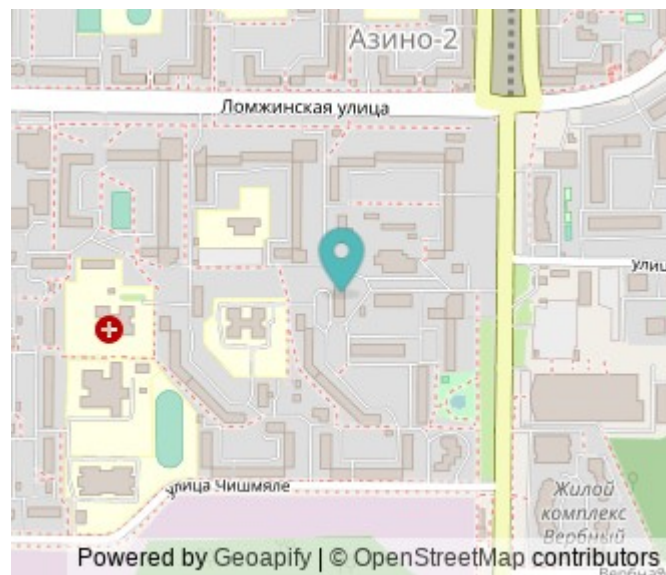 Азино-2
Ломжинская улица
улиц
улица Чишмяле
Жилой
комплекс
Вербный
Powered by Geoapify | © OpenStreetMap contributors